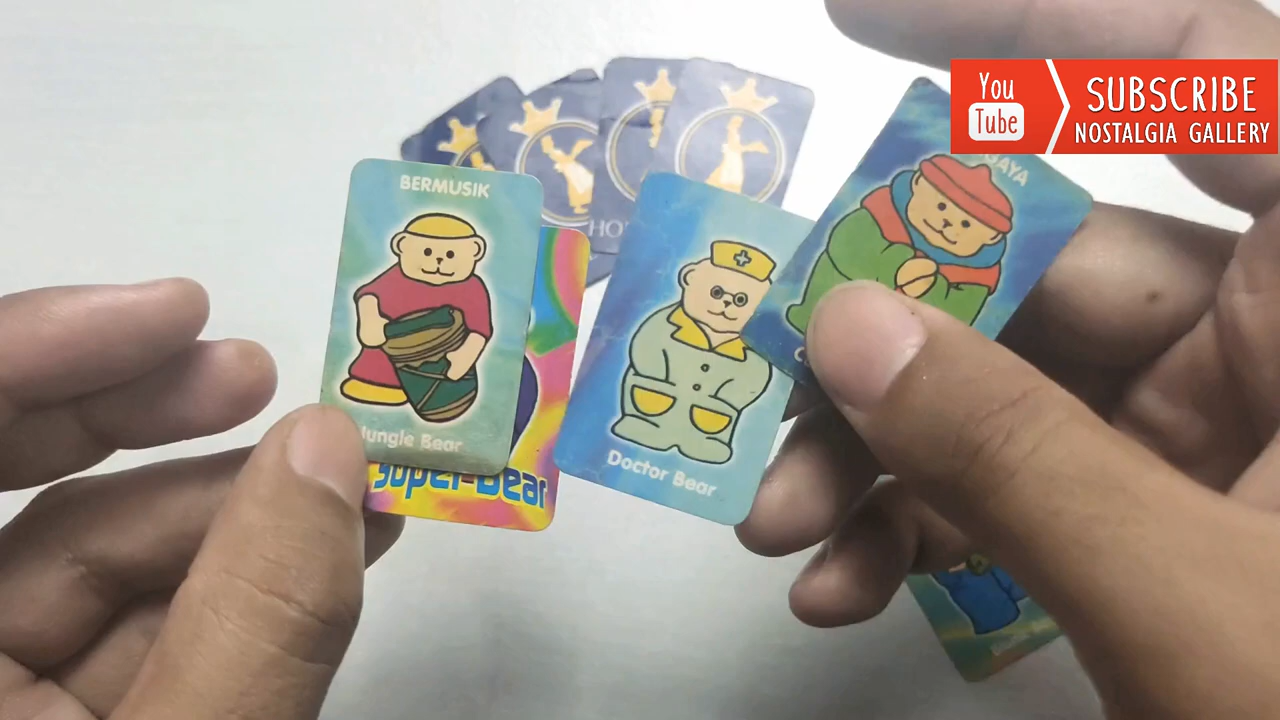 You
Tube
SUBSCRIBE
NOSTALGIA GALLERY
BERMUSIK
Jungle Bear
Super-Bear
Doctor Bear